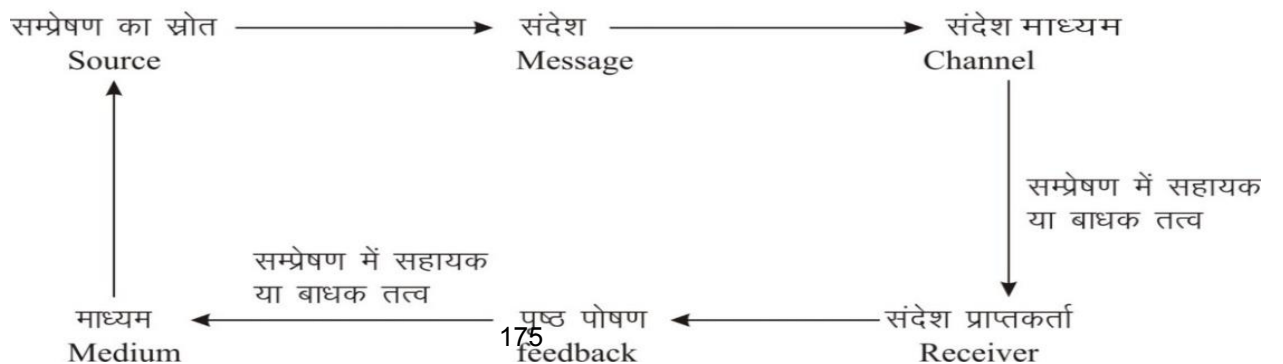 सम्प्रेषण का स्रोत संदेश संदेश माध्यम
Source Message Channel
सम्प्रेषण में सहायक
या बाधक तत्व
सम्प्रेषण में सहायक
या बाधक तत्व
माध्यम पृष्ठ पोषण संदेश प्राप्तकर्ता
175
Medium feedback Receiver